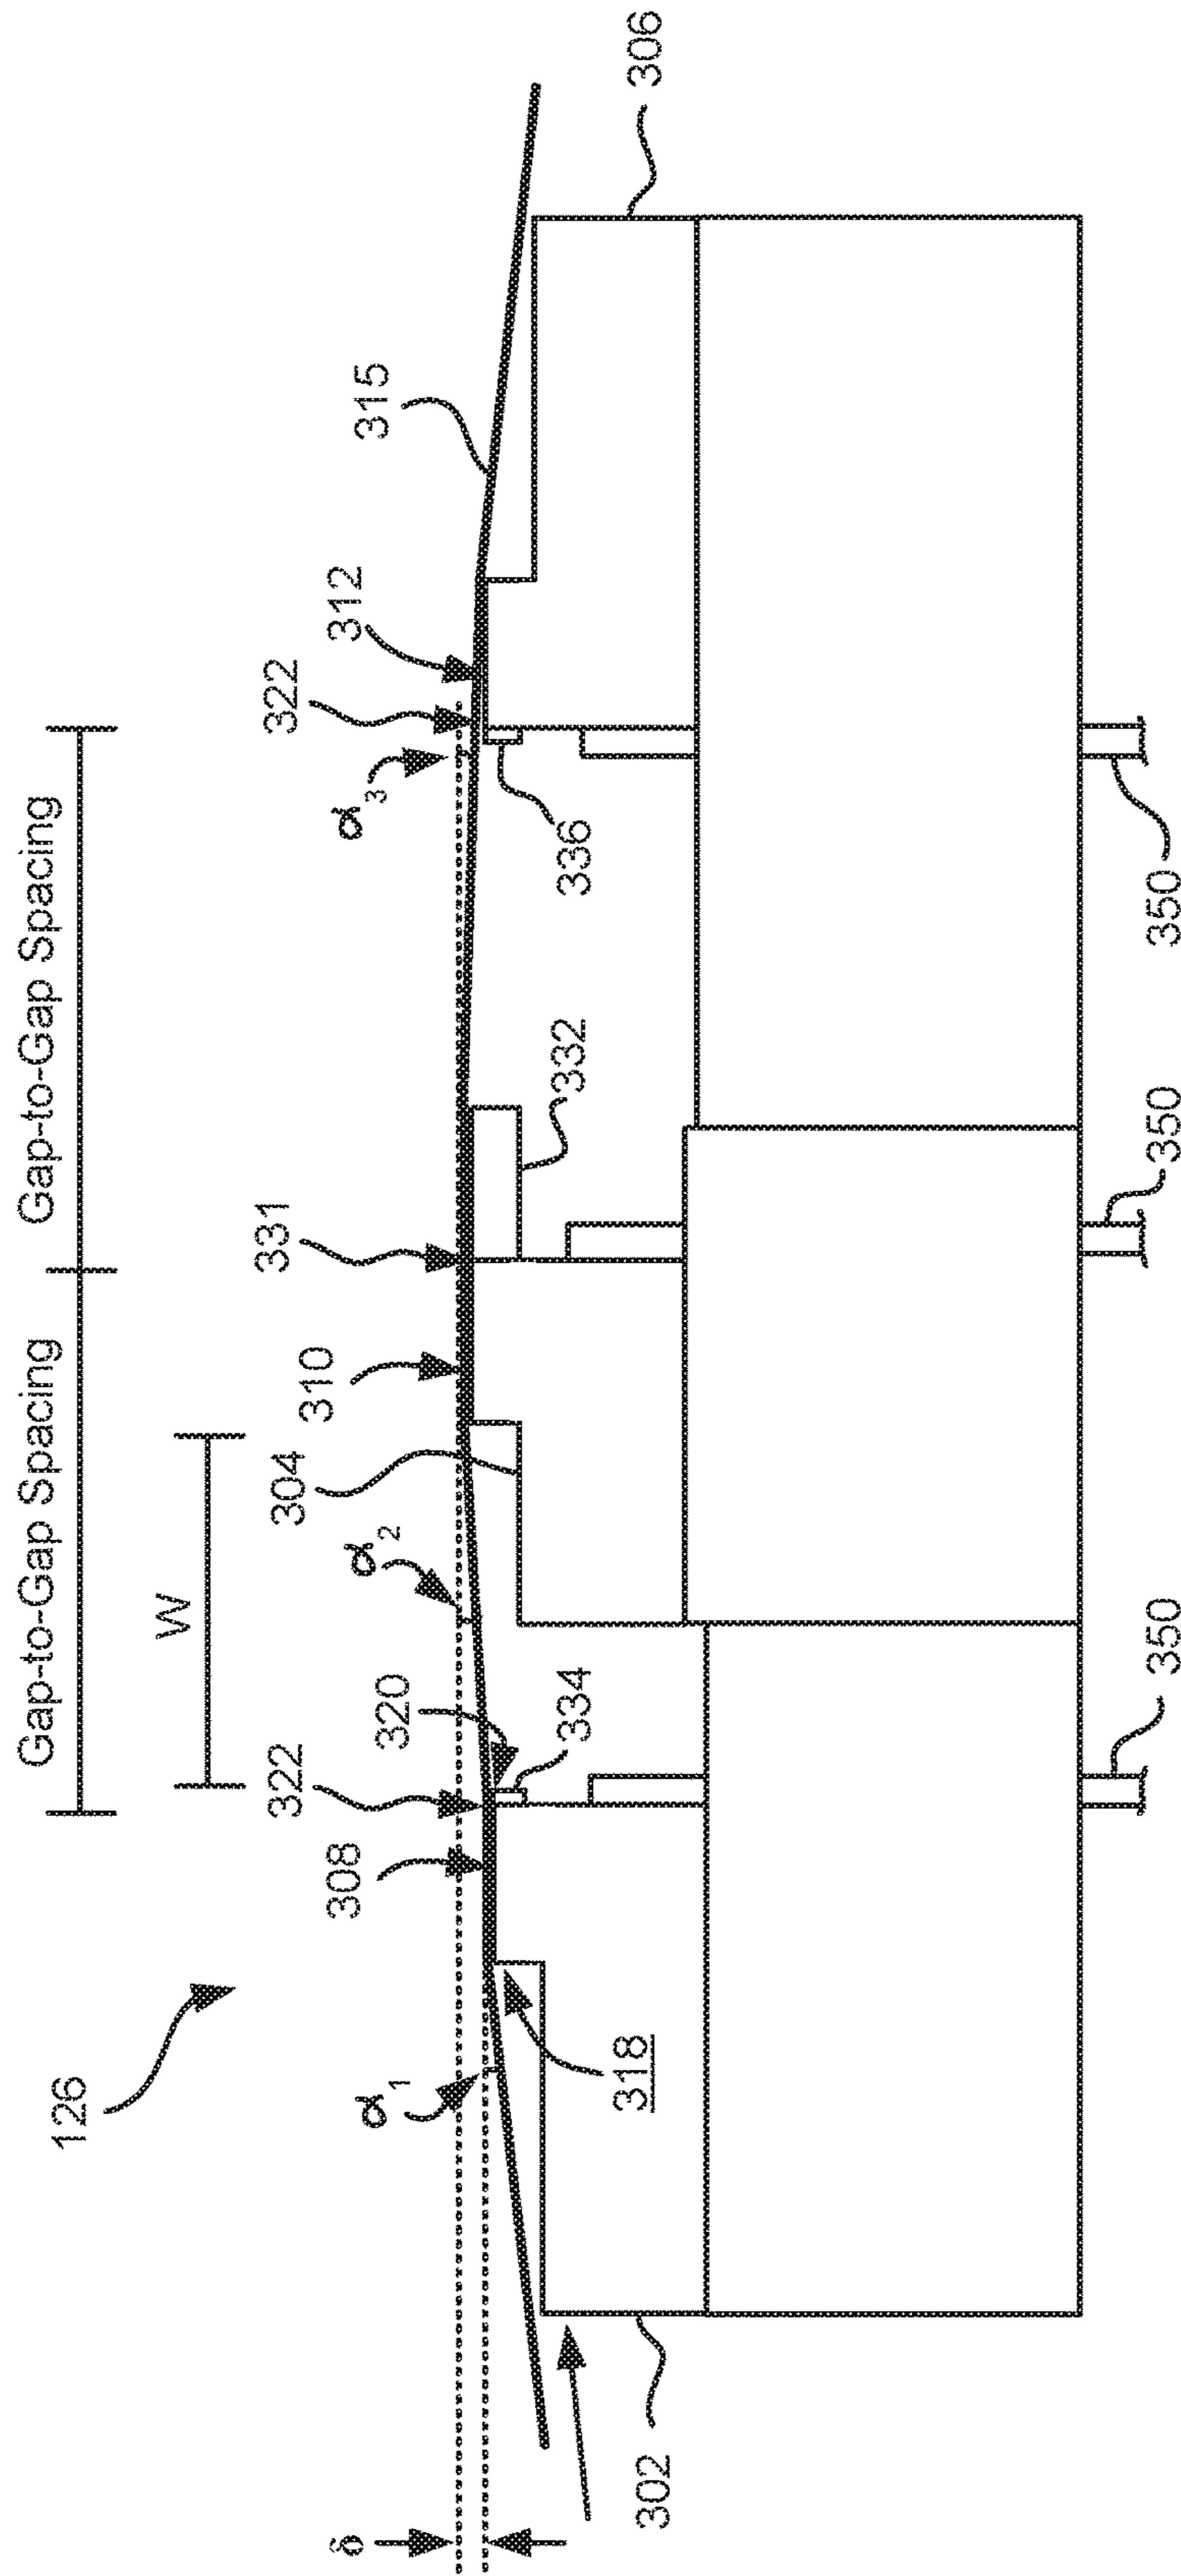 Gap-to-Gap Spacing
Gap-to-Gap Spacing
W
126
δ
α1
308
322
320
334
α2
304
310
331
332
α3
322
312
336
315
306
318
302
350
350
350